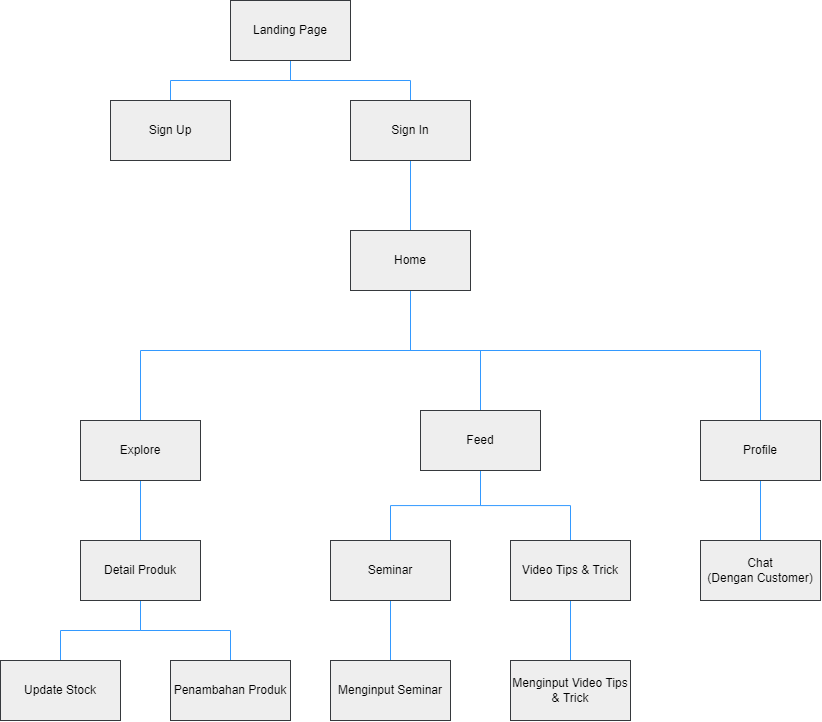 Landing Page
Sign Up
Sign In
Home
Explore
Feed
Profile
Detail Produk
Seminar
Video Tips & Trick
Chat
(Dengan Customer)
Update Stock
Penambahan Produk
Menginput Seminar
Menginput Video Tips
& Trick